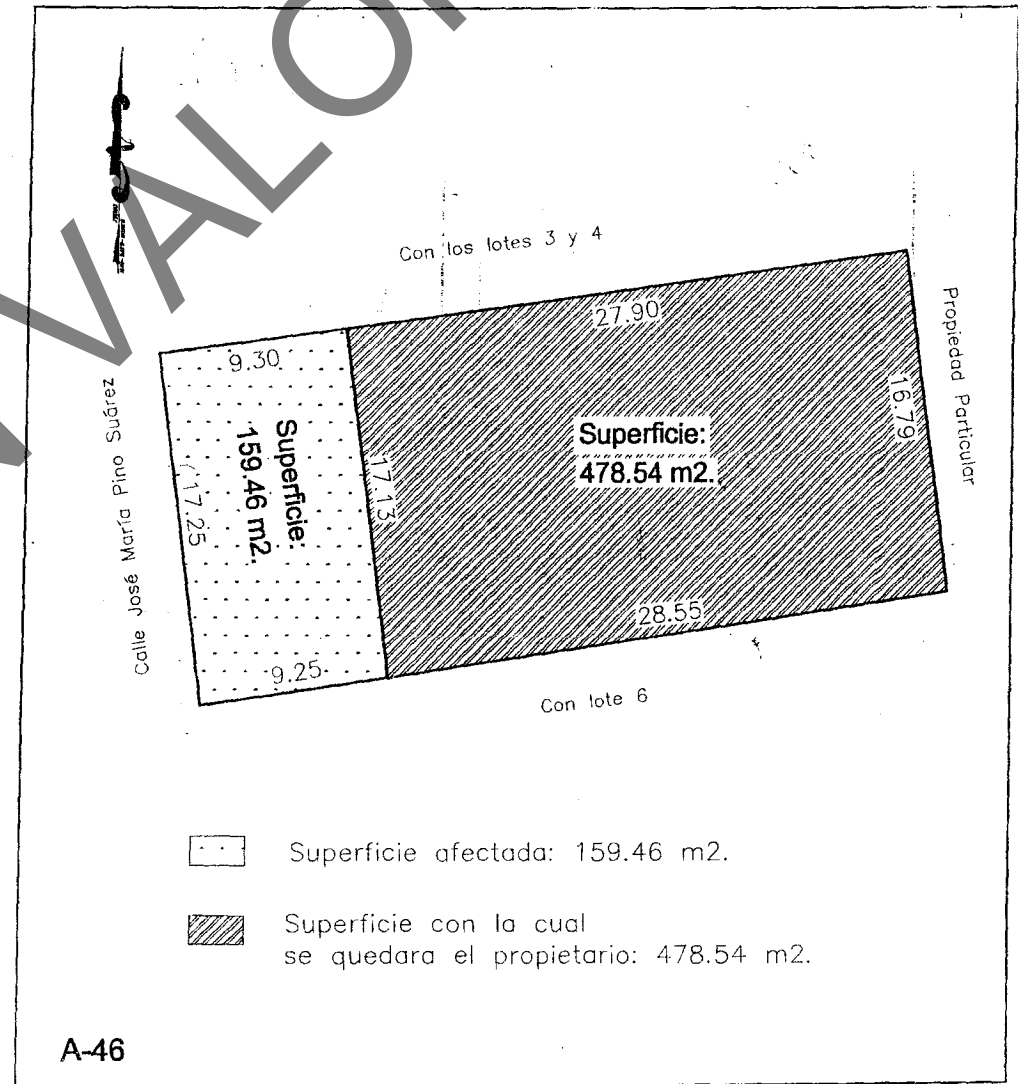 VALO
Con los lotes 3 y 4
27.90
9.30
Propiedad Particular
16.79
Calle José María Pino Suárez
17.25
Superficie:
159.46 m2.
17.13
Superficie:
478.54 m2.
28.55
9.25
Con lote 6
Superficie afectada: 159.46 m2.
Superficie con la cual
se quedara el propietario: 478.54 m2.
A-46